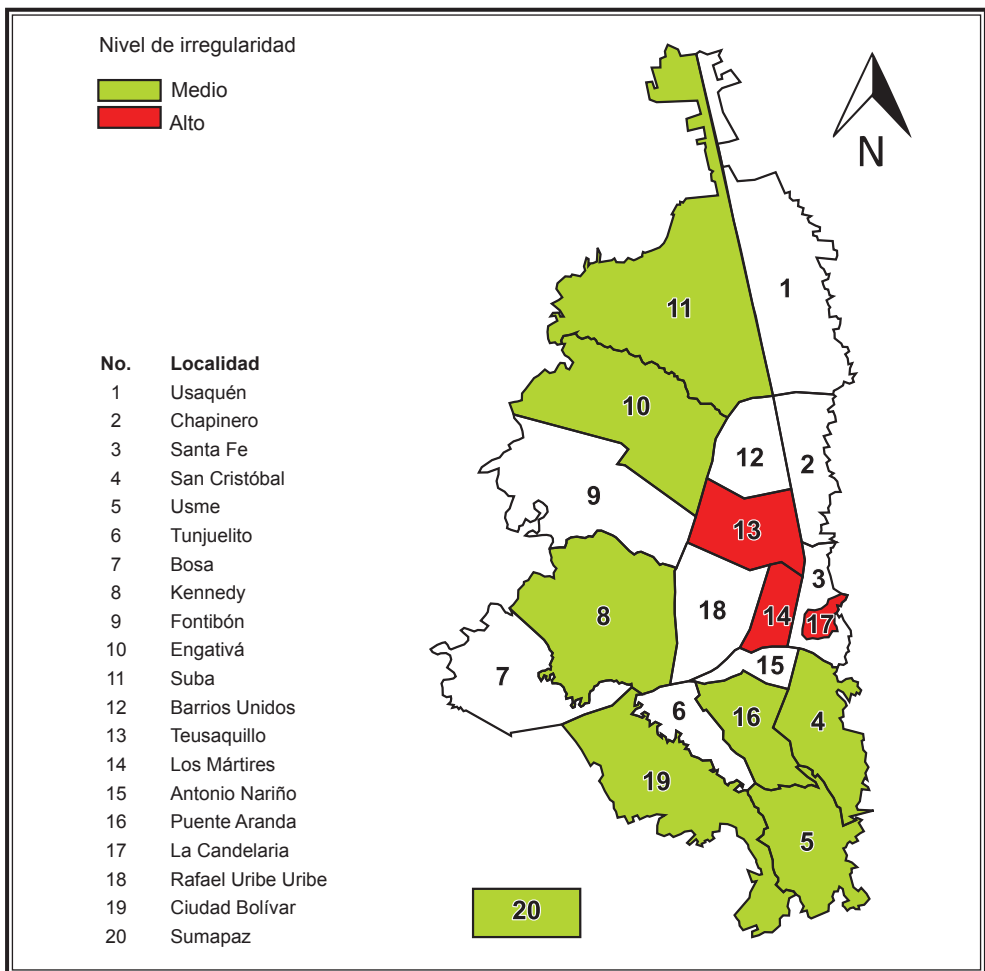 Nivel de irregularidad
Medio
Alto
N
No. Localidad
1 Usaquén
2 Chapinero
3 Santa Fe
4 San Cristóbal
5 Usme
6 Tunjuelito
7 Bosa
8 Kennedy
9 Fontibón
10 Engativá
11 Suba
12 Barrios Unidos
13 Teusaquillo
14 Los Mártires
15 Antonio Nariño
16 Puente Aranda
17 La Candelaria
18 Rafael Uribe Uribe
19 Ciudad Bolívar
20 Sumapaz
1
11
10
12
2
9
13
3
8
18
14
17
7
15
6
16
4
19
5
20